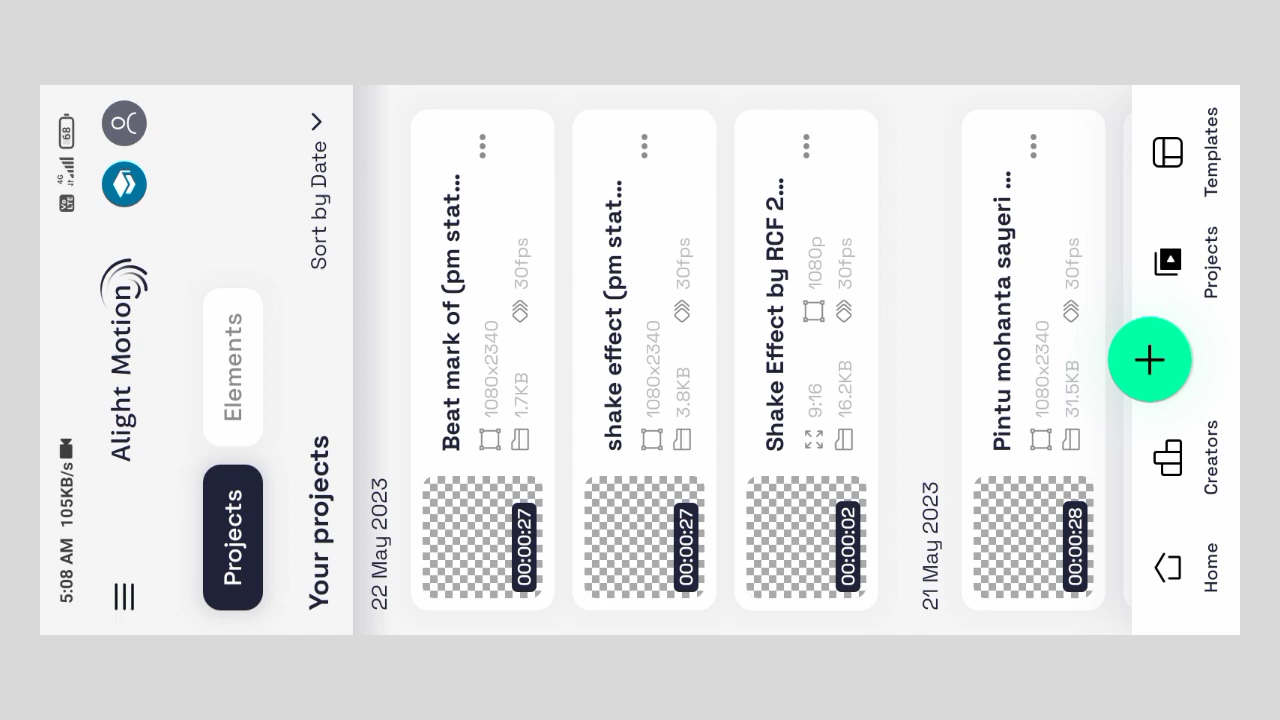 5:08 AM 105KB/s Vo LTE 4G 68
Alight Motion
Projects Elements
Your projects Sort by Date
22 May 2023
Beat mark of (pm stat...
1080x2340
1.7KB 30fps
00:00:27
shake effect (pm stat...
1080x2340
3.8KB 30fps
00:00:27
Shake Effect by RCF 2...
9:16 1080p
16.2KB 30fps
00:00:02
21 May 2023
Pintu mohanta sayeri ...
1080x2340
31.5KB 30fps
00:00:28
Home Creators Projects Templates